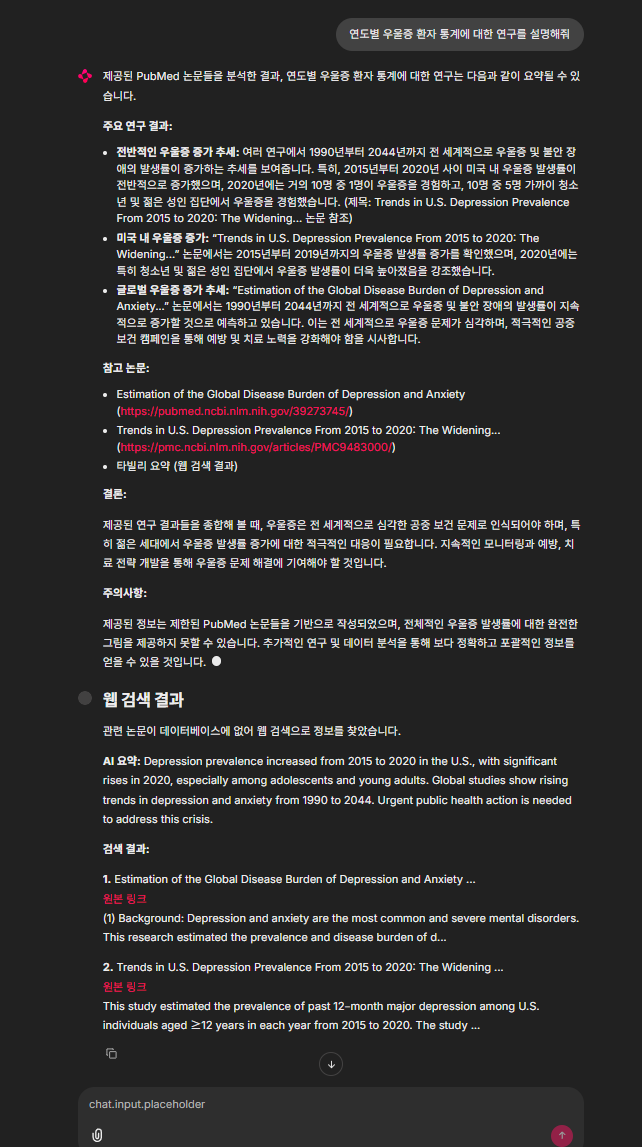 연도별 우울증 환자 통계에 대한 연구를 설명해줘
제공된 PubMed 논문들을 분석한 결과, 연도별 우울증 환자 통계에 대한 연구는 다음과 같이 요약될 수 있
습니다.
주요 연구 결과:
• 전반적인 우울증 증가 추세: 여러 연구에서 1990년부터 2044년까지 전 세계적으로 우울증 및 불안 장
애의 발생률이 증가하는 추세를 보여줍니다. 특히, 2015년부터 2020년 사이 미국 내 우울증 발생률이
전반적으로 증가했으며, 2020년에는 거의 10명 중 1명이 우울증을 경험하고, 10명 중 5명 가까이 청소
년 및 젊은 성인 집단에서 우울증을 경험했습니다. (제목: Trends in U.S. Depression Prevalence
From 2015 to 2020: The Widening... 논문 참조)
• 미국 내 우울증 증가: “Trends in U.S. Depression Prevalence From 2015 to 2020: The
Widening...” 논문에서는 2015년부터 2019년까지의 우울증 발생률 증가를 확인했으며, 2020년에는
특히 청소년 및 젊은 성인 집단에서 우울증 발생률이 더욱 높아졌음을 강조했습니다.
• 글로벌 우울증 증가 추세: “Estimation of the Global Disease Burden of Depression and
Anxiety...” 논문에서는 1990년부터 2044년까지 전 세계적으로 우울증 및 불안 장애의 발생률이 지속
적으로 증가할 것으로 예측하고 있습니다. 이는 전 세계적으로 우울증 문제가 심각하며, 적극적인 공중
보건 캠페인을 통해 예방 및 치료 노력을 강화해야 함을 시사합니다.
참고 논문:
• Estimation of the Global Disease Burden of Depression and Anxiety
(https://pubmed.ncbi.nlm.nih.gov/39273745/)
• Trends in U.S. Depression Prevalence From 2015 to 2020: The Widening...
(https://pmc.ncbi.nlm.nih.gov/articles/PMC9483000/)
• 타빌리 요약 (웹 검색 결과)
결론:
제공된 연구 결과들을 종합해 볼 때, 우울증은 전 세계적으로 심각한 공중 보건 문제로 인식되어야 하며, 특
히 젊은 세대에서 우울증 발생률 증가에 대한 적극적인 대응이 필요합니다. 지속적인 모니터링과 예방, 치
료 전략 개발을 통해 우울증 문제 해결에 기여해야 할 것입니다.
주의사항:
제공된 정보는 제한된 PubMed 논문들을 기반으로 작성되었으며, 전체적인 우울증 발생률에 대한 완전한
그림을 제공하지 못할 수 있습니다. 추가적인 연구 및 데이터 분석을 통해 보다 정확하고 포괄적인 정보를
얻을 수 있을 것입니다.
웹 검색 결과
관련 논문이 데이터베이스에 없어 웹 검색으로 정보를 찾았습니다.
AI 요약: Depression prevalence increased from 2015 to 2020 in the U.S., with significant
rises in 2020, especially among adolescents and young adults. Global studies show rising
trends in depression and anxiety from 1990 to 2044. Urgent public health action is needed
to address this crisis.
검색 결과:
1. Estimation of the Global Disease Burden of Depression and Anxiety ...
원본 링크
(1) Background: Depression and anxiety are the most common and severe mental disorders.
This research estimated the prevalence and disease burden of d...
2. Trends in U.S. Depression Prevalence From 2015 to 2020: The Widening ...
원본 링크
This study estimated the prevalence of past 12-month major depression among U.S.
individuals aged ≥12 years in each year from 2015 to 2020. The study ...
chat.input.placeholder